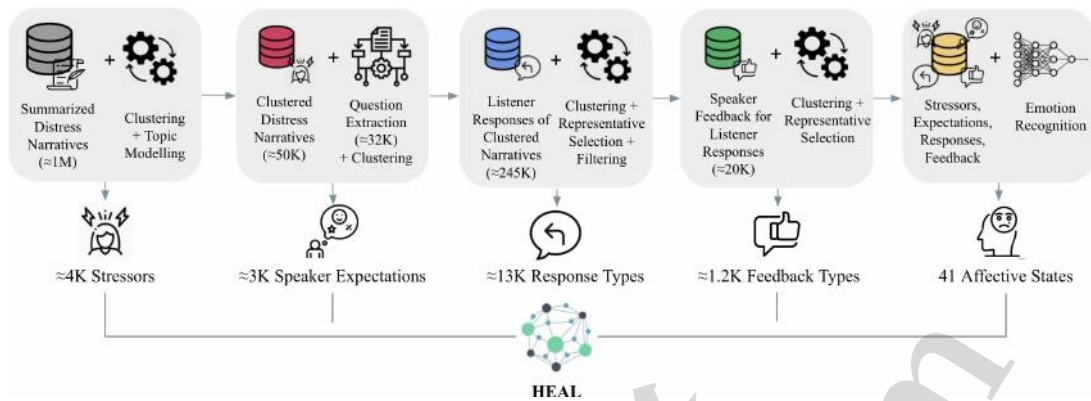 Summarized
Distress
Narratives
(≈1M)
+
Clustering
+ Topic
Modelling
Clustered
Distress
Narratives
(≈50K)
+
Question
Extraction
(≈32K)
+ Clustering
Listener
Responses of
Clustered
Narratives
(≈245K)
+
Clustering +
Representative
Selection +
Filtering
Speaker
Feedback for
Listener
Responses
(≈20K)
+
Clustering +
Representative
Selection
Stressors,
Expectations,
Responses,
Feedback
+
Emotion
Recognition
≈4K Stressors
≈3K Speaker Expectations
≈13K Response Types
≈1.2K Feedback Types
41 Affective States
HEAL